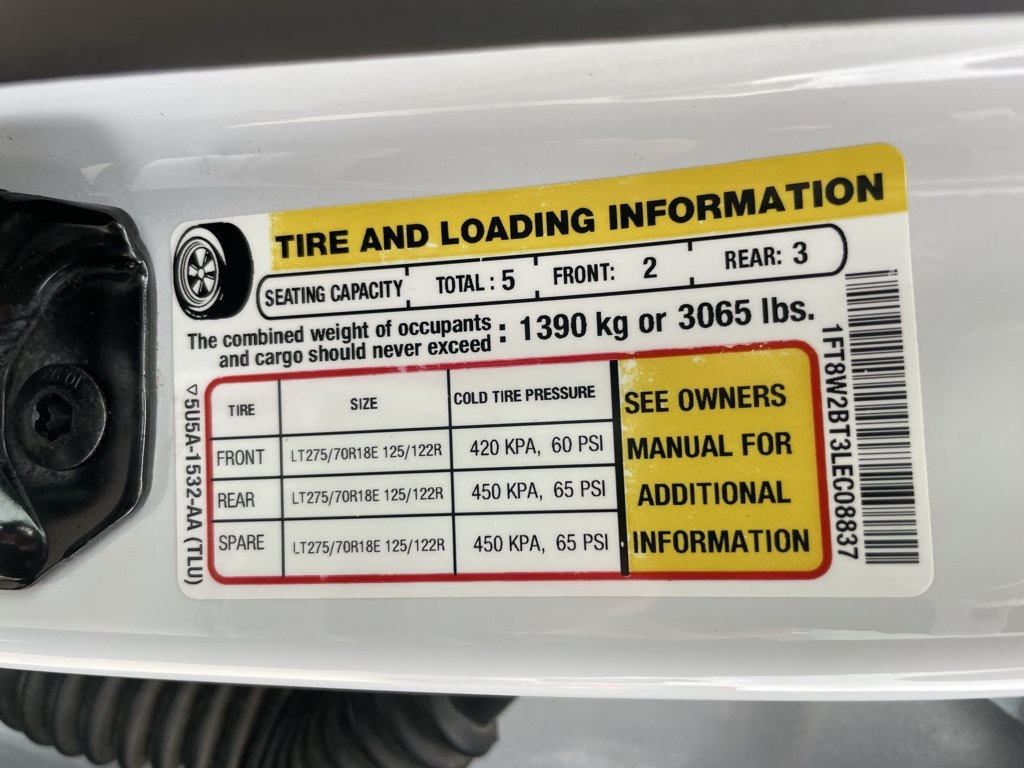 TIRE AND LOADING INFORMATION
SEATING CAPACITY TOTAL : 5 FRONT: 2 REAR: 3
The combined weight of occupants
and cargo should never exceed : 1390 kg or 3065 lbs.
TIRE SIZE COLD TIRE PRESSURE
FRONT LT275/70R18E 125/122R 420 KPA, 60 PSI
REAR LT275/70R18E 125/122R 450 KPA, 65 PSI
SPARE LT275/70R18E 125/122R 450 KPA, 65 PSI
SEE OWNERS
MANUAL FOR
ADDITIONAL
INFORMATION
▽5U5A-1532-AA (TLU)
1FT8W2BT3LEC08837